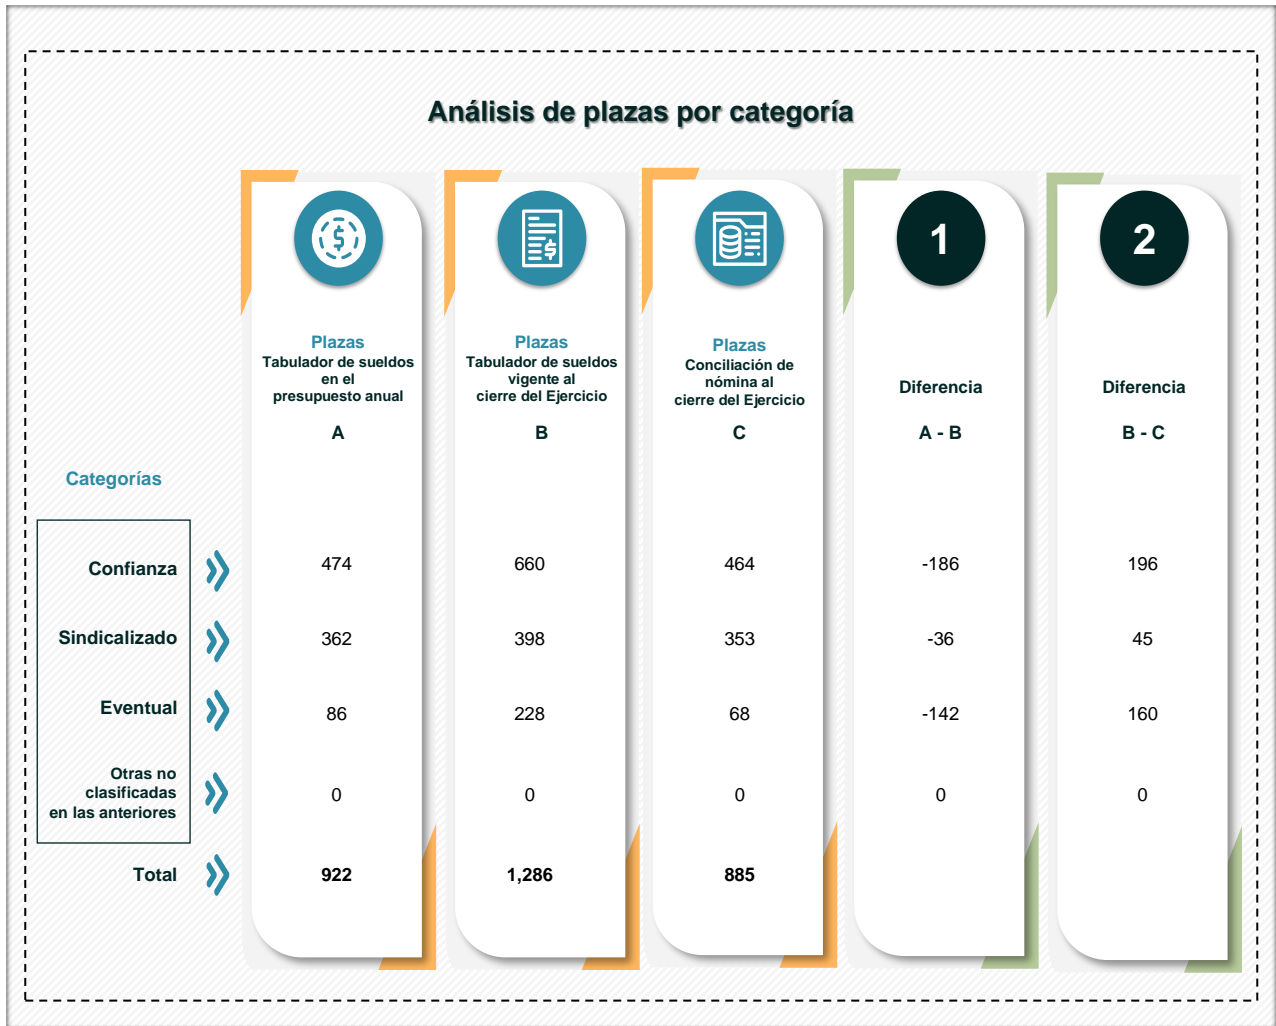 Análisis de plazas por categoría
1
2
Plazas
Tabulador de sueldos
en el
presupuesto anual
A
Plazas
Tabulador de sueldos
vigente al
cierre del Ejercicio
B
Plazas
Conciliación de
nómina al
cierre del Ejercicio
C
Diferencia
A - B
Diferencia
B - C
Categorías
Confianza 474 660 464 -186 196
Sindicalizado 362 398 353 -36 45
Eventual 86 228 68 -142 160
Otras no
clasificadas
en las anteriores 0 0 0 0 0
Total 922 1,286 885